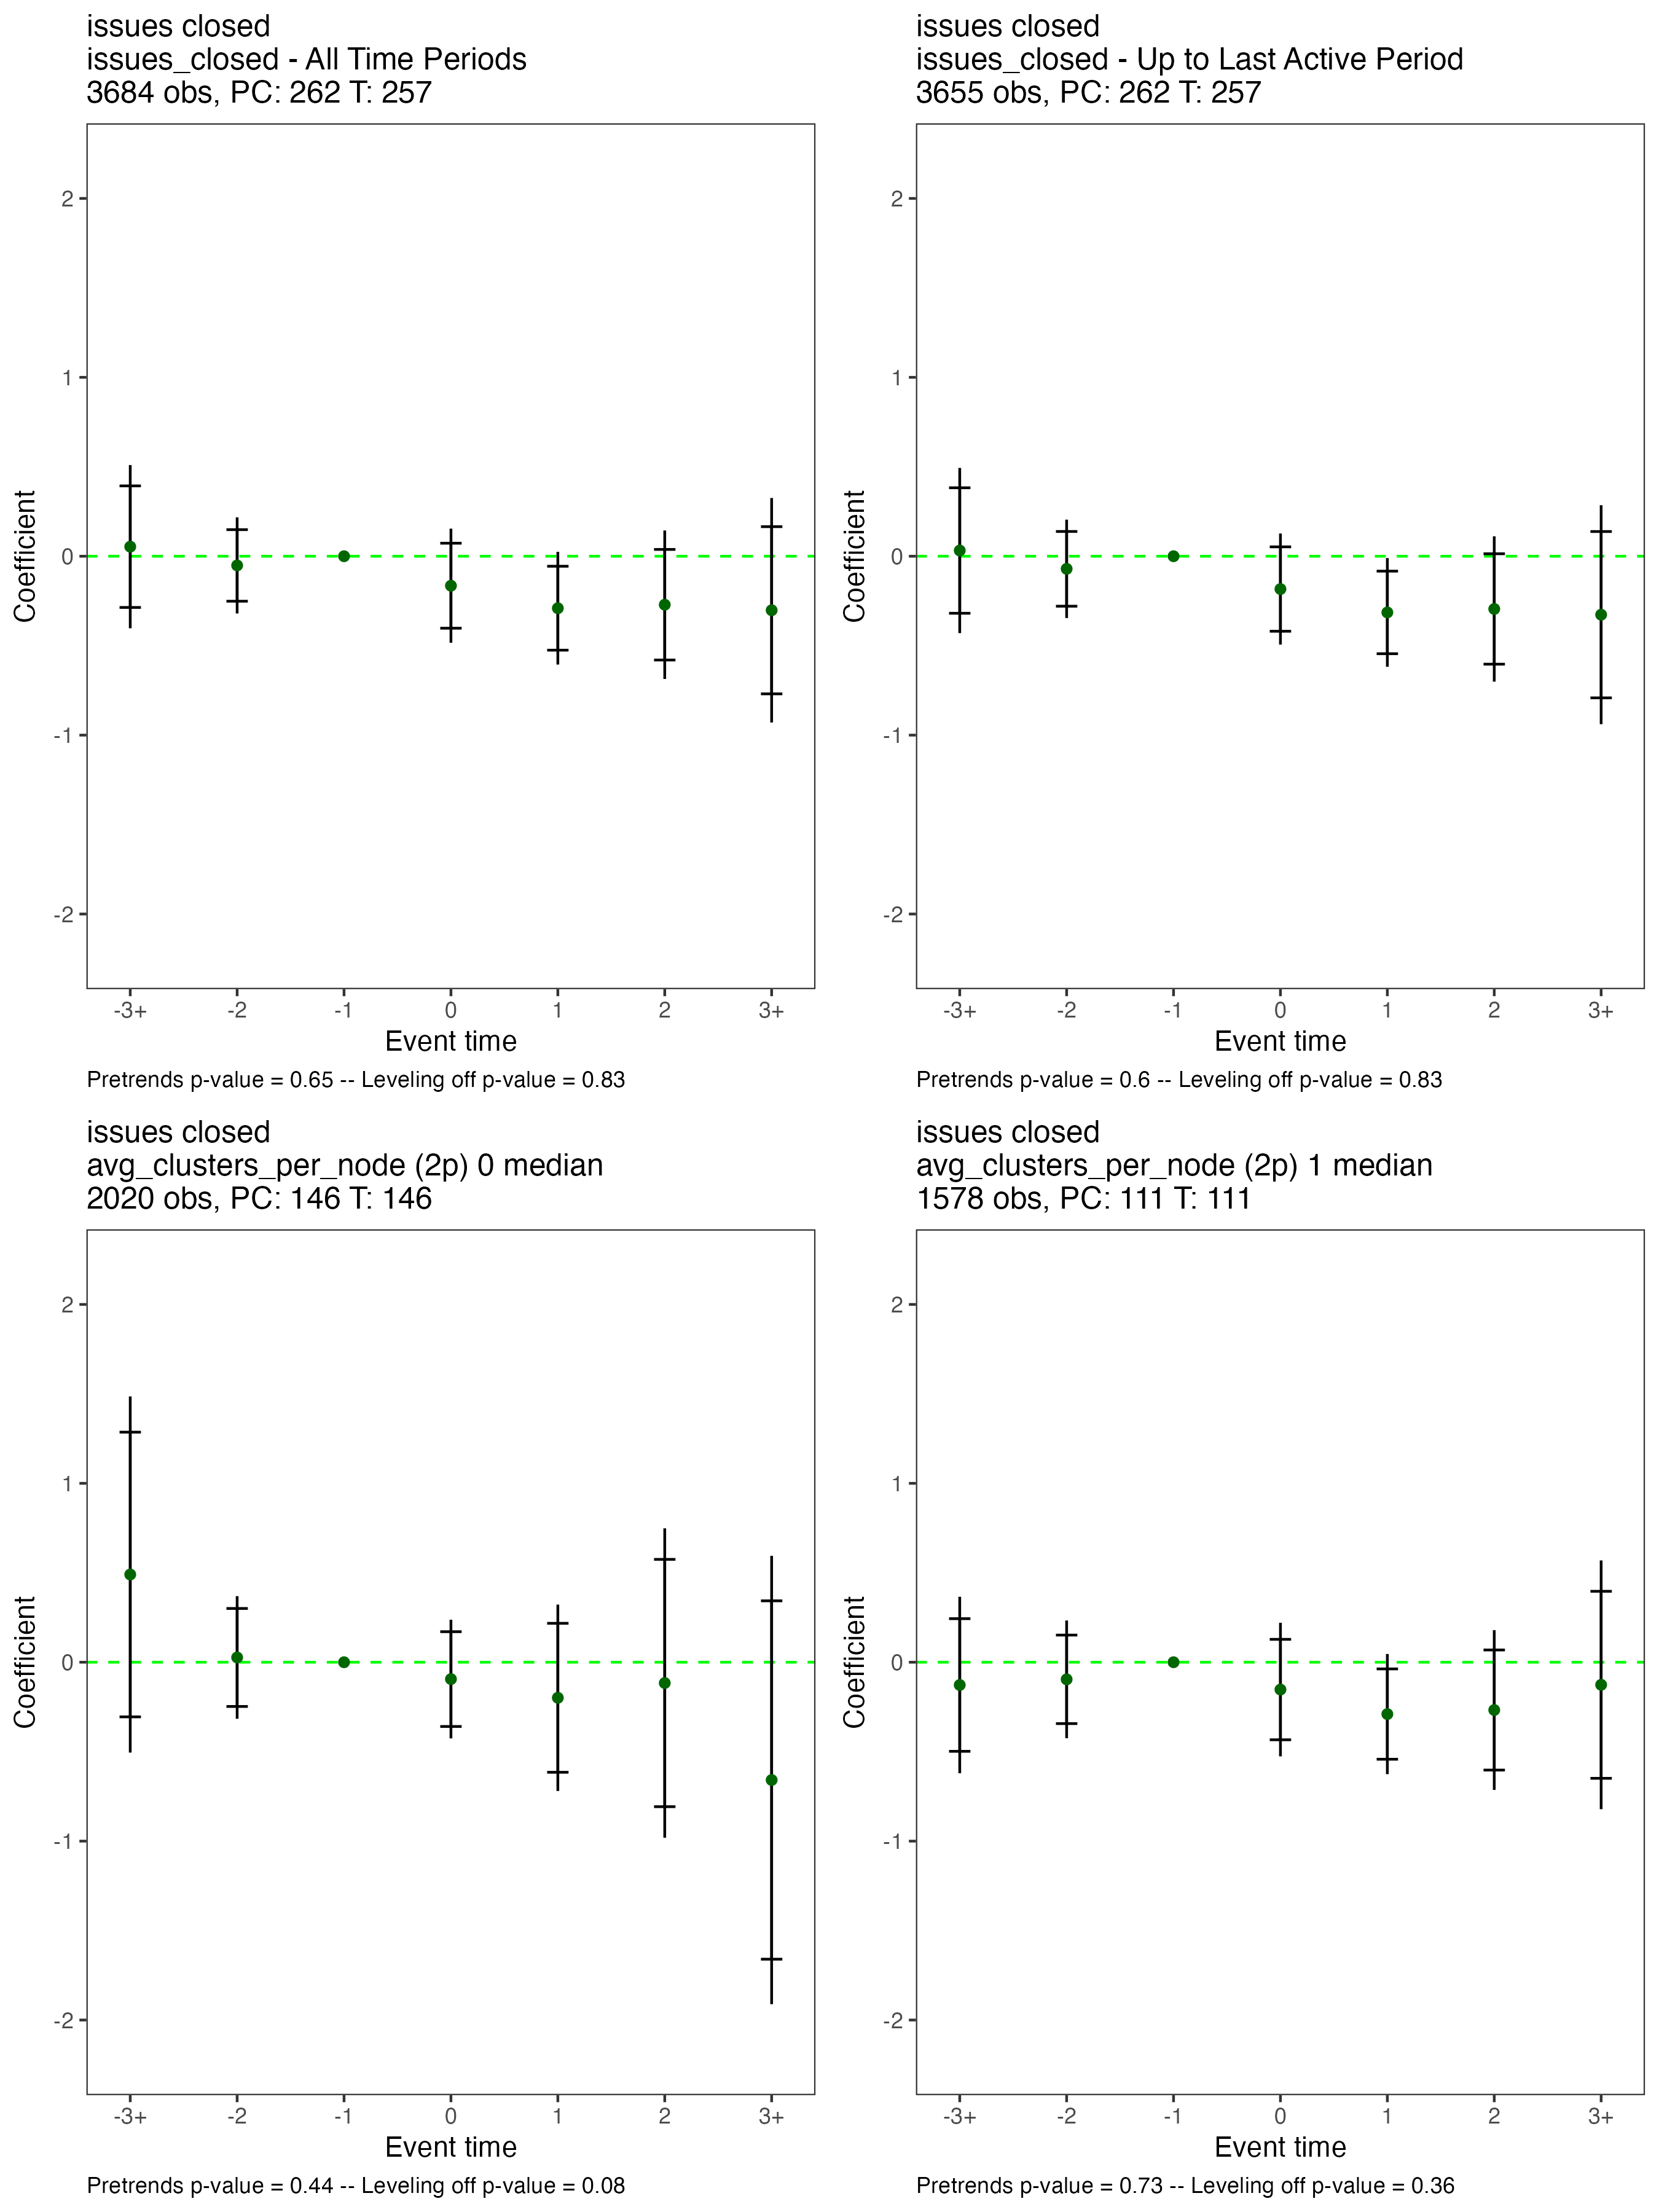 issues closed
issues_closed - All Time Periods
3684 obs, PC: 262 T: 257
Coefficient
2
1
0
-1
-2
-3+ -2 -1 0 1 2 3+
Event time
Pretrends p-value = 0.65 -- Leveling off p-value = 0.83
issues closed
issues_closed - Up to Last Active Period
3655 obs, PC: 262 T: 257
Coefficient
2
1
0
-1
-2
-3+ -2 -1 0 1 2 3+
Event time
Pretrends p-value = 0.6 -- Leveling off p-value = 0.83
issues closed
avg_clusters_per_node (2p) 0 median
2020 obs, PC: 146 T: 146
Coefficient
2
1
0
-1
-2
-3+ -2 -1 0 1 2 3+
Event time
Pretrends p-value = 0.44 -- Leveling off p-value = 0.08
issues closed
avg_clusters_per_node (2p) 1 median
1578 obs, PC: 111 T: 111
Coefficient
2
1
0
-1
-2
-3+ -2 -1 0 1 2 3+
Event time
Pretrends p-value = 0.73 -- Leveling off p-value = 0.36